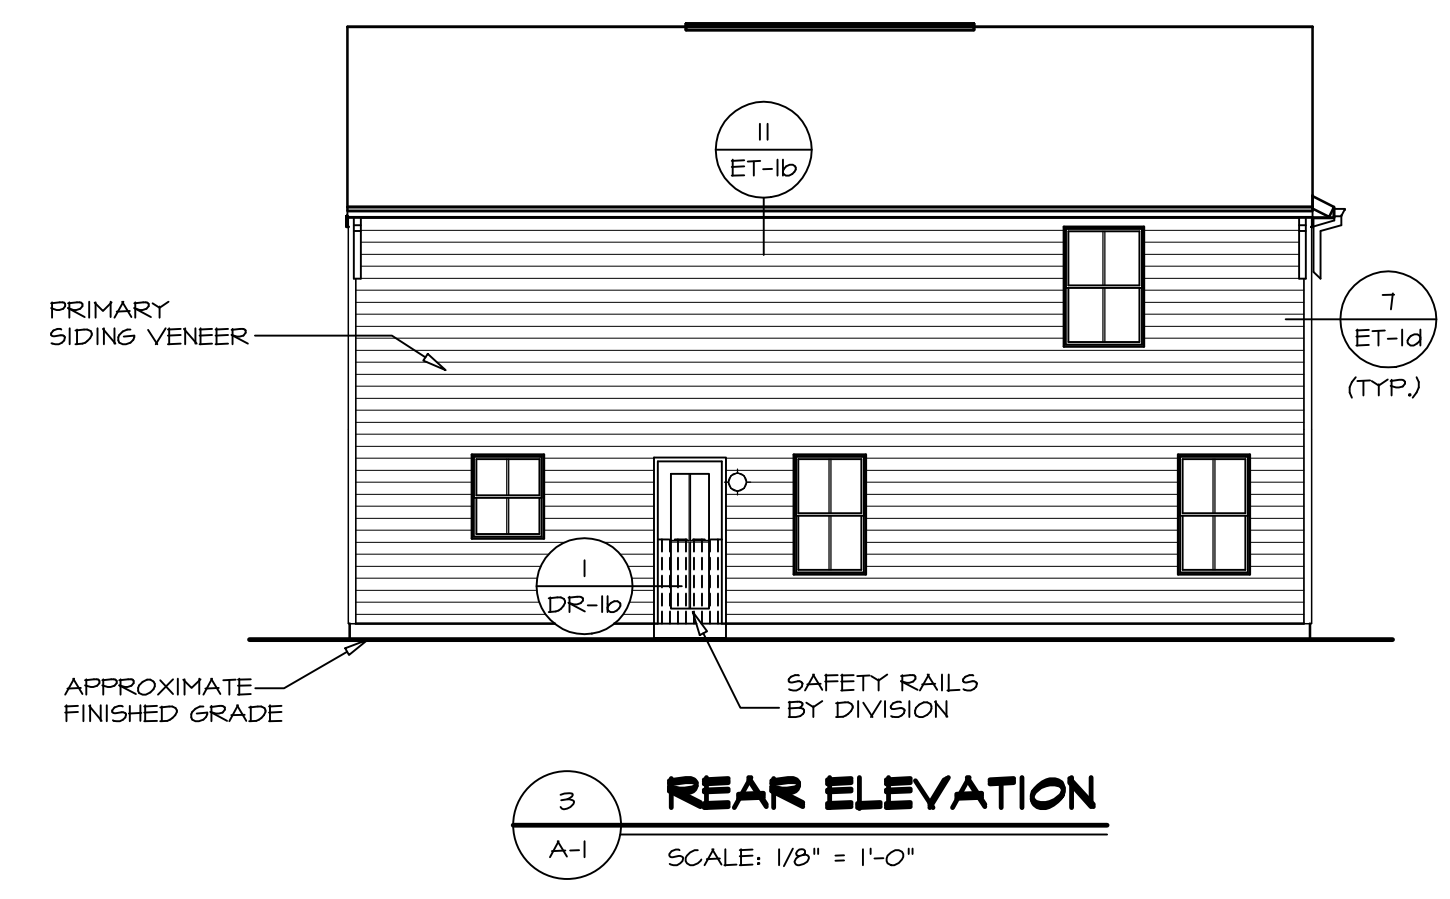 11
ET-1b
PRIMARY
SIDING VENEER
7
ET-1d
(TYP.)
1
DR-1b
APPROXIMATE
FINISHED GRADE
SAFETY RAILS
BY DIVISION
3
A-1
REAR ELEVATION
SCALE: 1/8" = 1'-0"